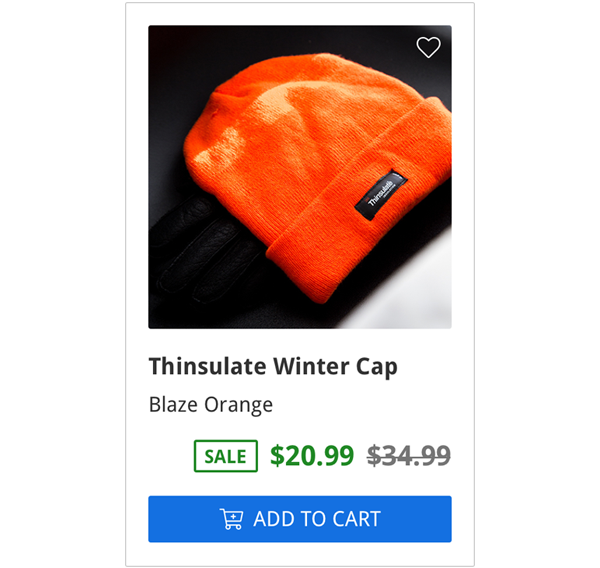 Thinsulate
Thinsulate Winter Cap
Blaze Orange
SALE $20.99 $34.99
ADD TO CART